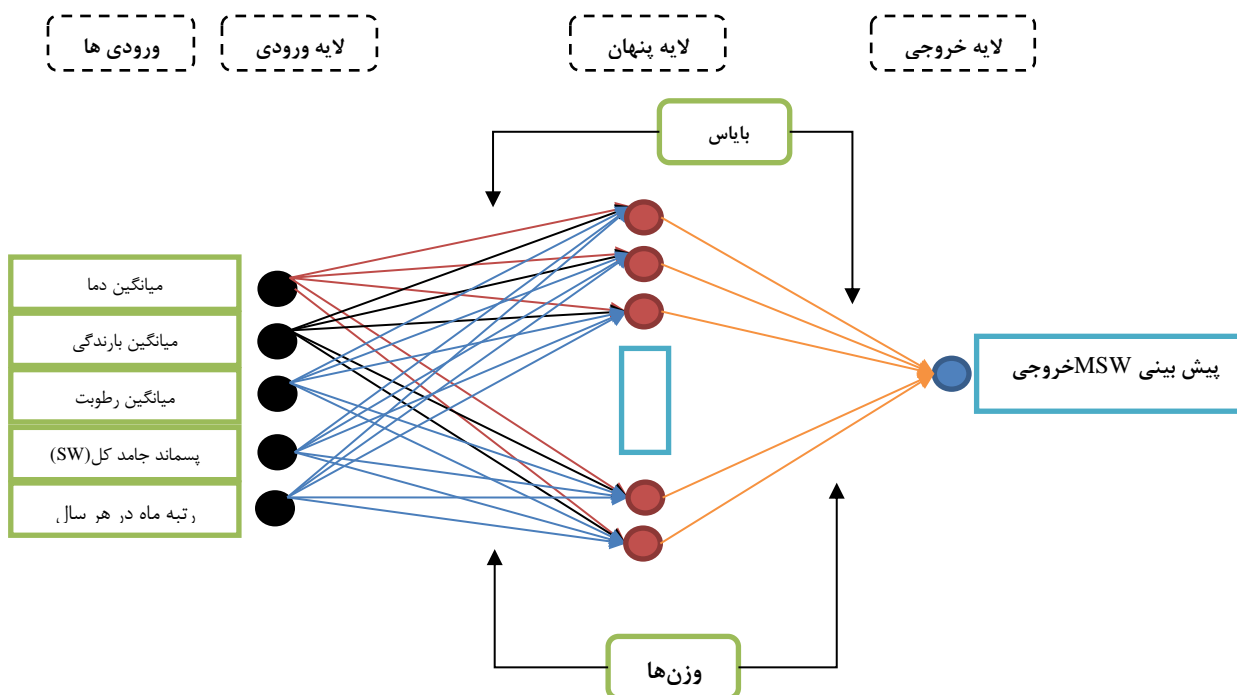 ورودی ها
لایه ورودی
لایه پنهان
لایه خروجی
بایاس
میانگین دما
میانگین بارندگی
میانگین رطوبت
پسماند جامد کل(SW)
رتبه ماه در هر سال
پیش بینی MSWخروجی
وزن‌ها